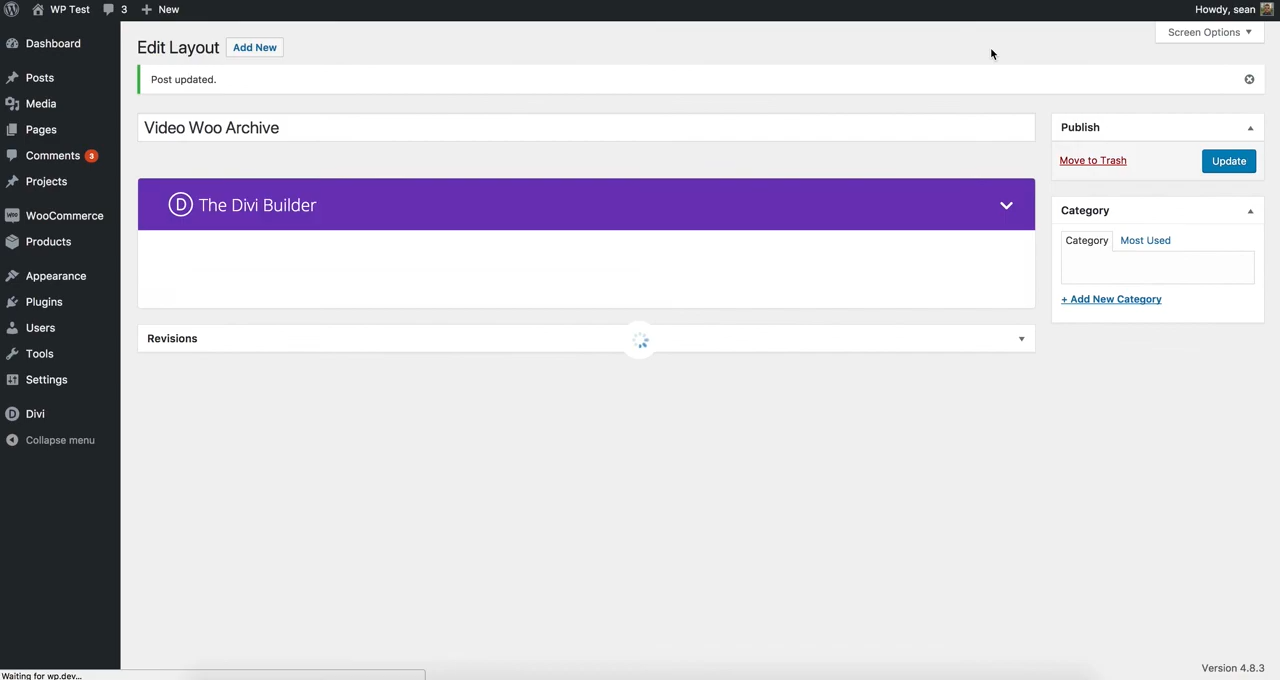 WP Test
3
New
Howdy, sean
Screen Options ▼
Dashboard
Posts
Media
Pages
Comments 3
Projects
WooCommerce
Products
Appearance
Plugins
Users
Tools
Settings
Divi
Collapse menu
Edit Layout
Add New
Post updated.
Video Woo Archive
D The Divi Builder
Revisions
Publish
Move to Trash
Update
Category
Category
Most Used
+ Add New Category
Version 4.8.3
Waiting for wp.dev...